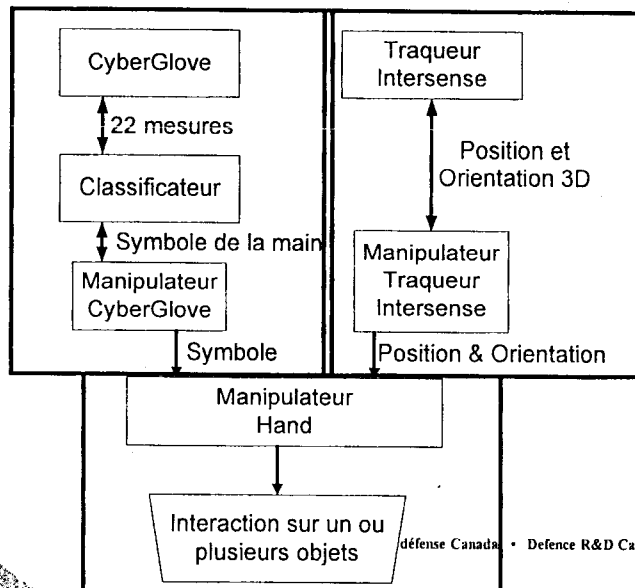 CyberGlove
22 mesures
Classificateur
Symbole de la main
Manipulateur
CyberGlove
Symbole
Traqueur
Intersense
Position et
Orientation 3D
Manipulateur
Traqueur
Intersense
Position & Orientation
Manipulateur
Hand
Interaction sur un ou
plusieurs objets
défense Canada • Defence R&D Ca